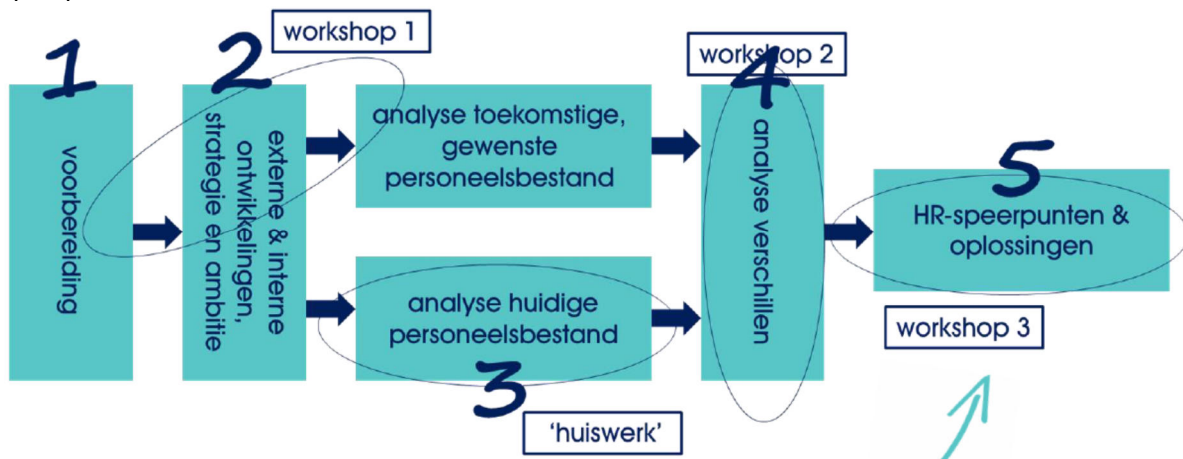 workshop 1
workshop 2
1
2
4
voorbereiding
externe & interne
ontwikkelingen,
strategie en ambitie
analyse toekomstige,
gewenste
personeelsbestand
analyse huidige
personeelsbestand
3
'huiswerk'
analyse verschillen
5
HR-speerpunten &
oplossingen
workshop 3